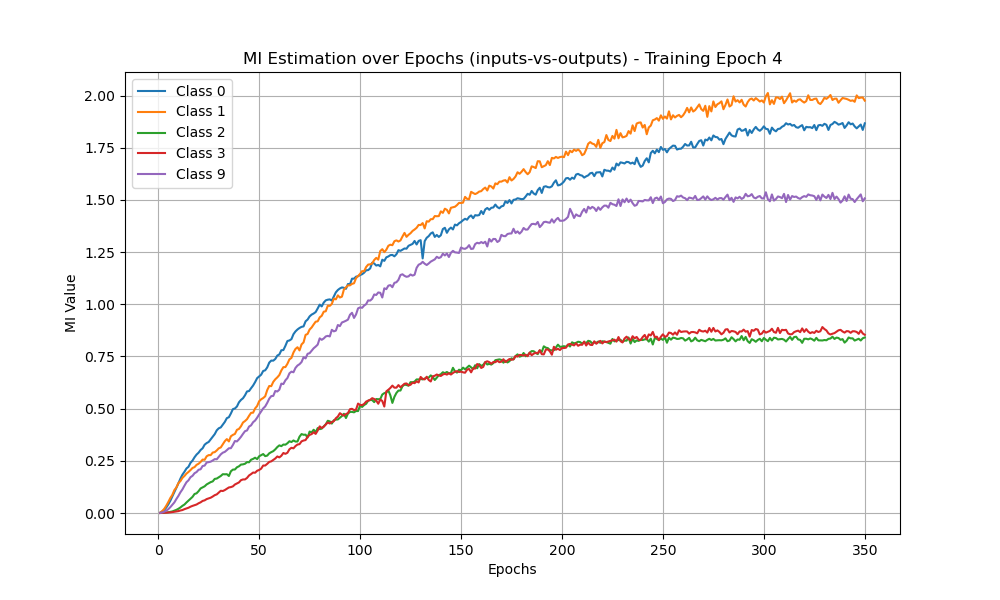 MI Estimation over Epochs (inputs-vs-outputs) - Training Epoch 4
Class 0
Class 1
Class 2
Class 3
Class 9
MI Value
2.00
1.75
1.50
1.25
1.00
0.75
0.50
0.25
0.00
0 50 100 150 200 250 300 350
Epochs